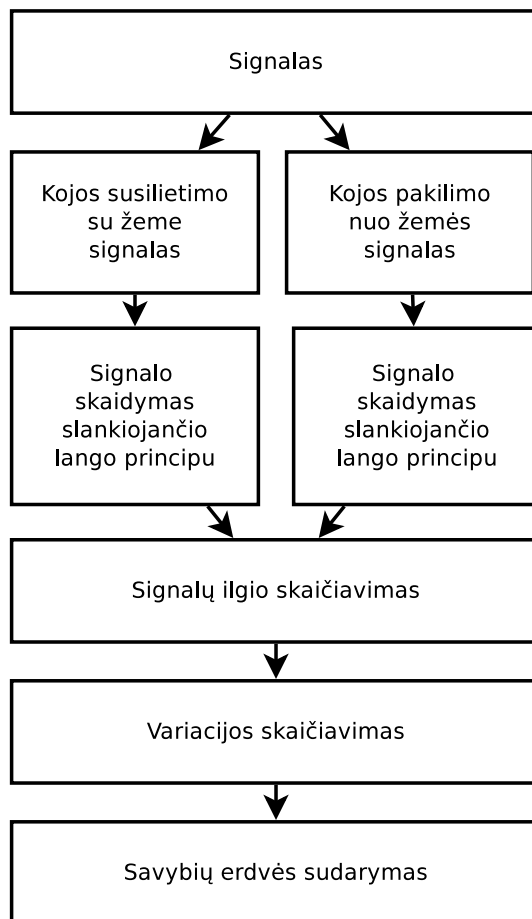 Signalas
Kojos susilietimo
su žeme
signalas
Kojos pakilimo
nuo žemės
signalas
Signalo
skaidymas
slankiojančio
lango principu
Signalo
skaidymas
slankiojančio
lango principu
Signalų ilgio skaičiavimas
Variacijos skaičiavimas
Savybių erdvės sudarymas